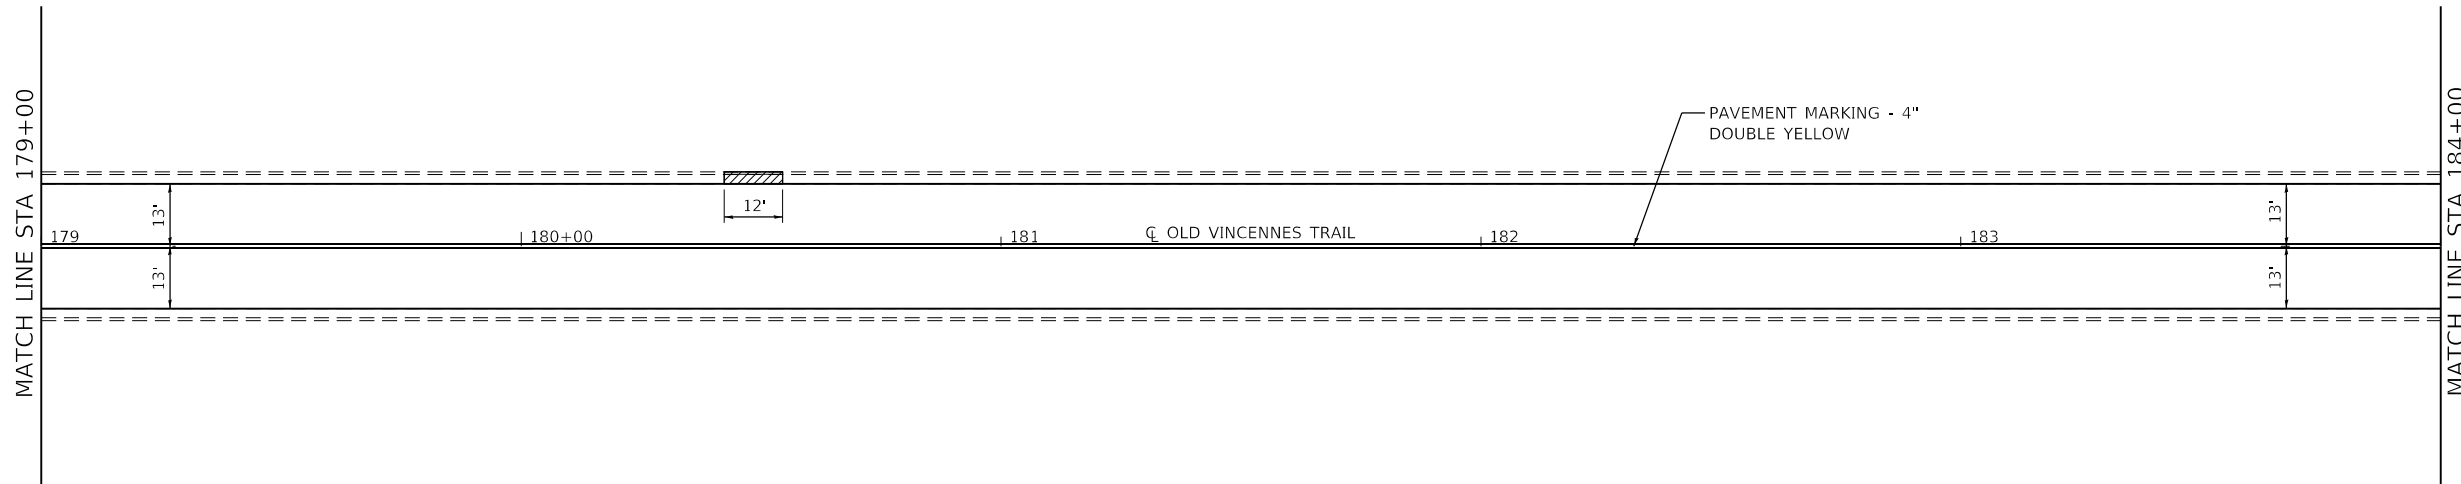 MATCH LINE STA 179+00
PAVEMENT MARKING - 4"
DOUBLE YELLOW
13'
12'
13'
179
180+00
181
℄ OLD VINCENNES TRAIL
182
183
13'
13'
MATCH LINE STA 184+00